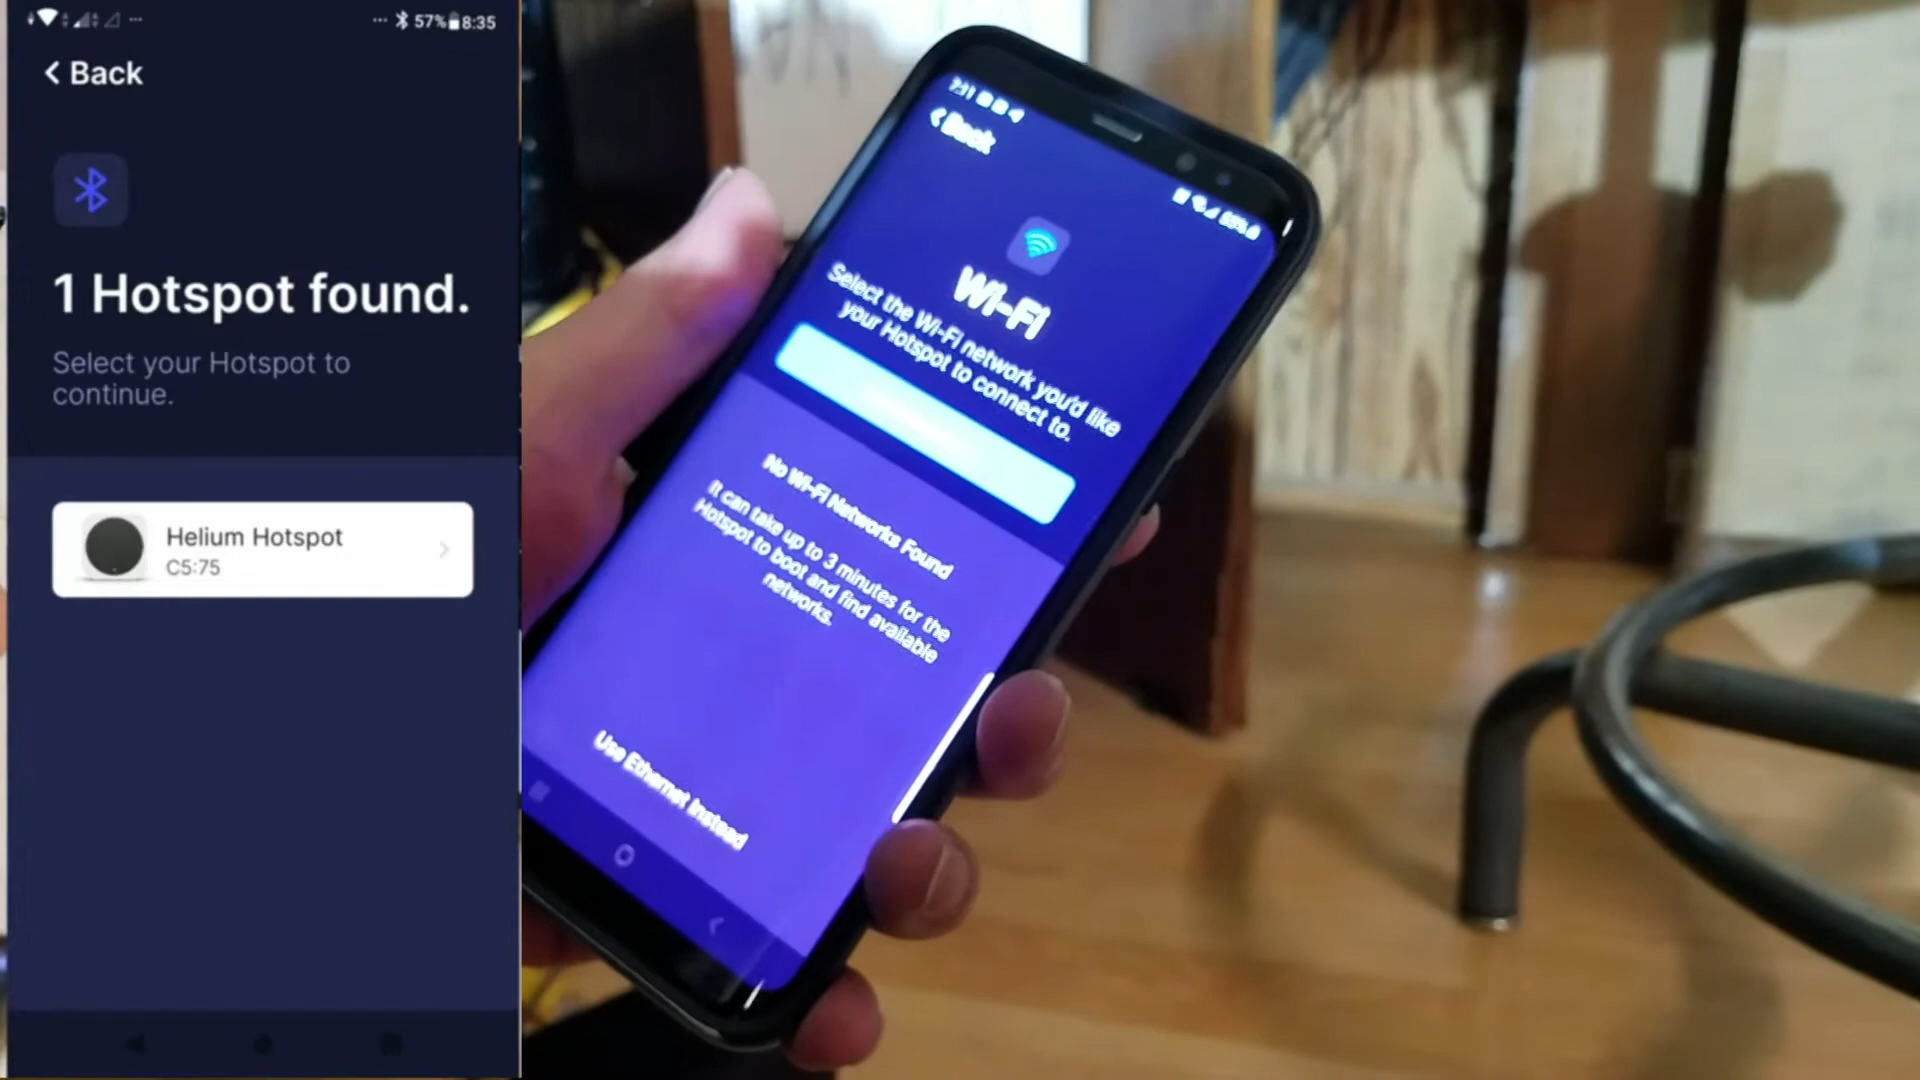 57% 8:35
Back
1 Hotspot found.
Select your Hotspot to
continue.
Helium Hotspot
C5:75
7:31
Back
Wi-Fi
Select the Wi-Fi network you'd like
your Hotspot to connect to.
No Wi-Fi Networks Found
It can take up to 3 minutes for the
Hotspot to boot and find available
networks.
Use Ethernet Instead